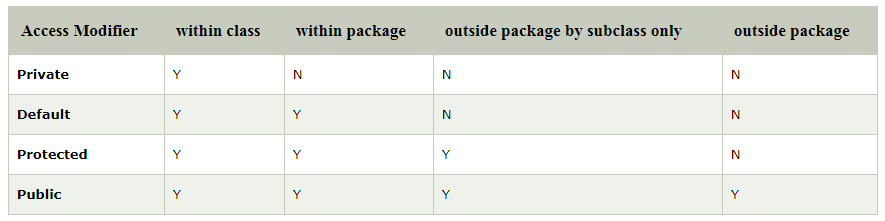 Access Modifier within class within package outside package by subclass only outside package
Private Y N N N
Default Y Y N N
Protected Y Y Y N
Public Y Y Y Y